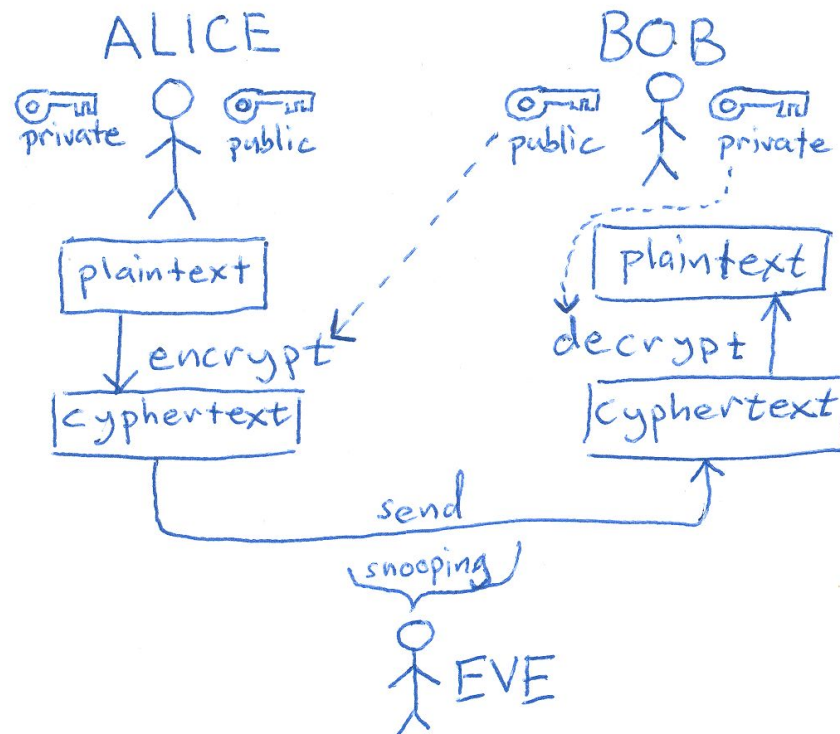 ALICE
BOB
private
public
public
private
plaintext
plaintext
encrypt
decrypt
cyphertext
cyphertext
send
snooping
EVE